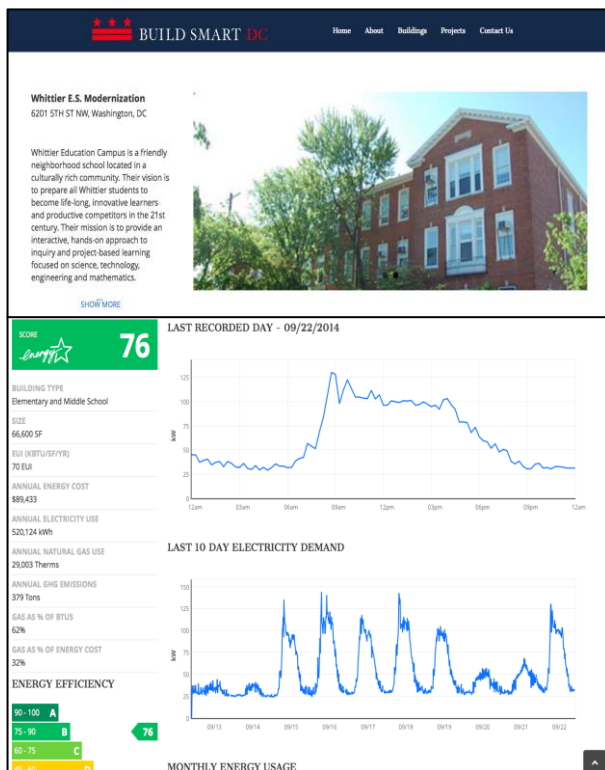 BUILD SMART DC
Home About Buildings Projects Contact Us
Whittier E.S. Modernization
6201 5TH ST NW, Washington, DC
Whittier Education Campus is a friendly
neighborhood school located in a
culturally rich community. Their vision is
to prepare all Whittier students to
become life-long, innovative learners
and productive competitors in the 21st
century. Their mission is to provide an
interactive, hands-on approach to
inquiry and project-based learning
focused on science, technology,
engineering and mathematics.
SHOW MORE
SCORE
energy
76
BUILDING TYPE
Elementary and Middle School
SIZE
66,600 SF
EUI (KBTU/SF/YR)
70 EUI
ANNUAL ENERGY COST
$89,433
ANNUAL ELECTRICITY USE
520,124 kWh
ANNUAL NATURAL GAS USE
29,003 Therms
ANNUAL GHG EMISSIONS
379 Tons
GAS AS % OF BTUS
62%
GAS AS % OF ENERGY COST
32%
ENERGY EFFICIENCY
90 - 100 A
75 - 90 B
76
60 - 75 C
LAST RECORDED DAY - 09/22/2014
kW
125
100
75
50
25
0
12am 03am 06am 09am 12pm 03pm 06pm 09pm 12am
LAST 10 DAY ELECTRICITY DEMAND
kW
150
125
100
75
50
25
0
09/13 09/14 09/15 09/16 09/17 09/18 09/19 09/20 09/21 09/22
MONTHLY ENERGY USAGE